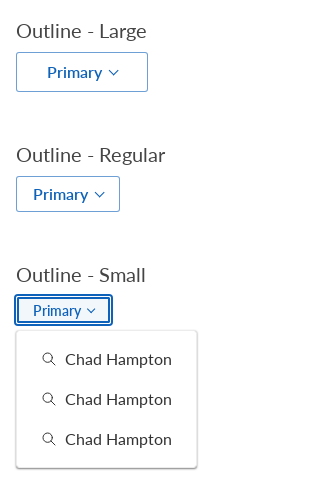 Outline - Large
Primary
Outline - Regular
Primary
Outline - Small
Primary
Chad Hampton
Chad Hampton
Chad Hampton